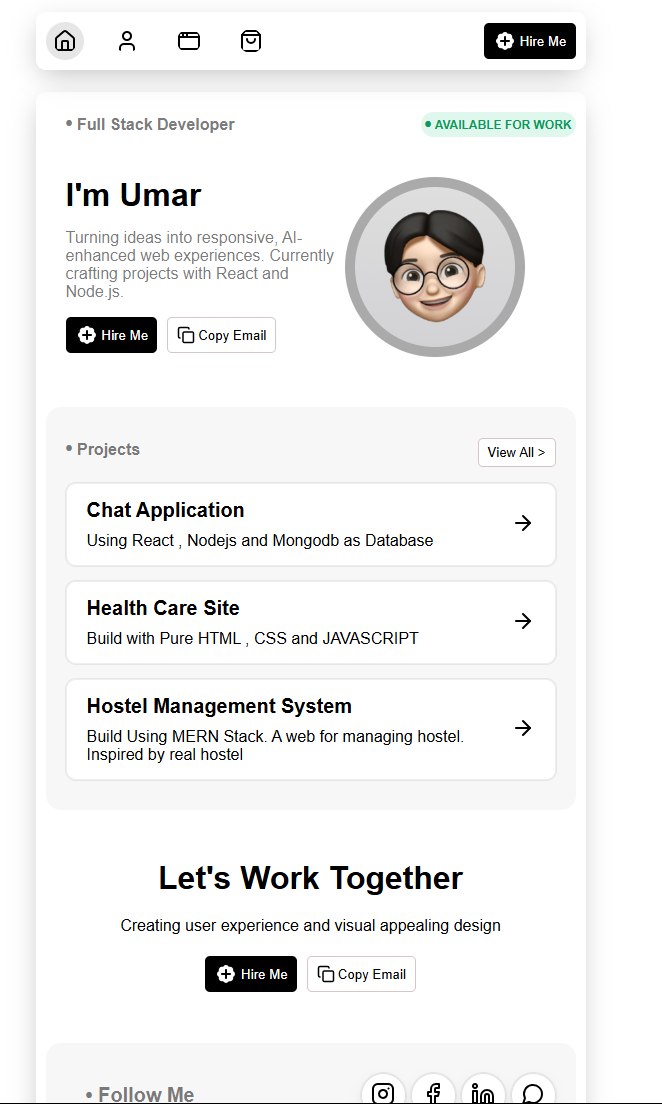 Hire Me
• Full Stack Developer
• AVAILABLE FOR WORK
I'm Umar
Turning ideas into responsive, AI-
enhanced web experiences. Currently
crafting projects with React and
Node.js.
Hire Me
Copy Email
• Projects
View All >
Chat Application
Using React , Nodejs and Mongodb as Database
Health Care Site
Build with Pure HTML , CSS and JAVASCRIPT
Hostel Management System
Build Using MERN Stack. A web for managing hostel.
Inspired by real hostel
Let's Work Together
Creating user experience and visual appealing design
Hire Me
Copy Email
• Follow Me